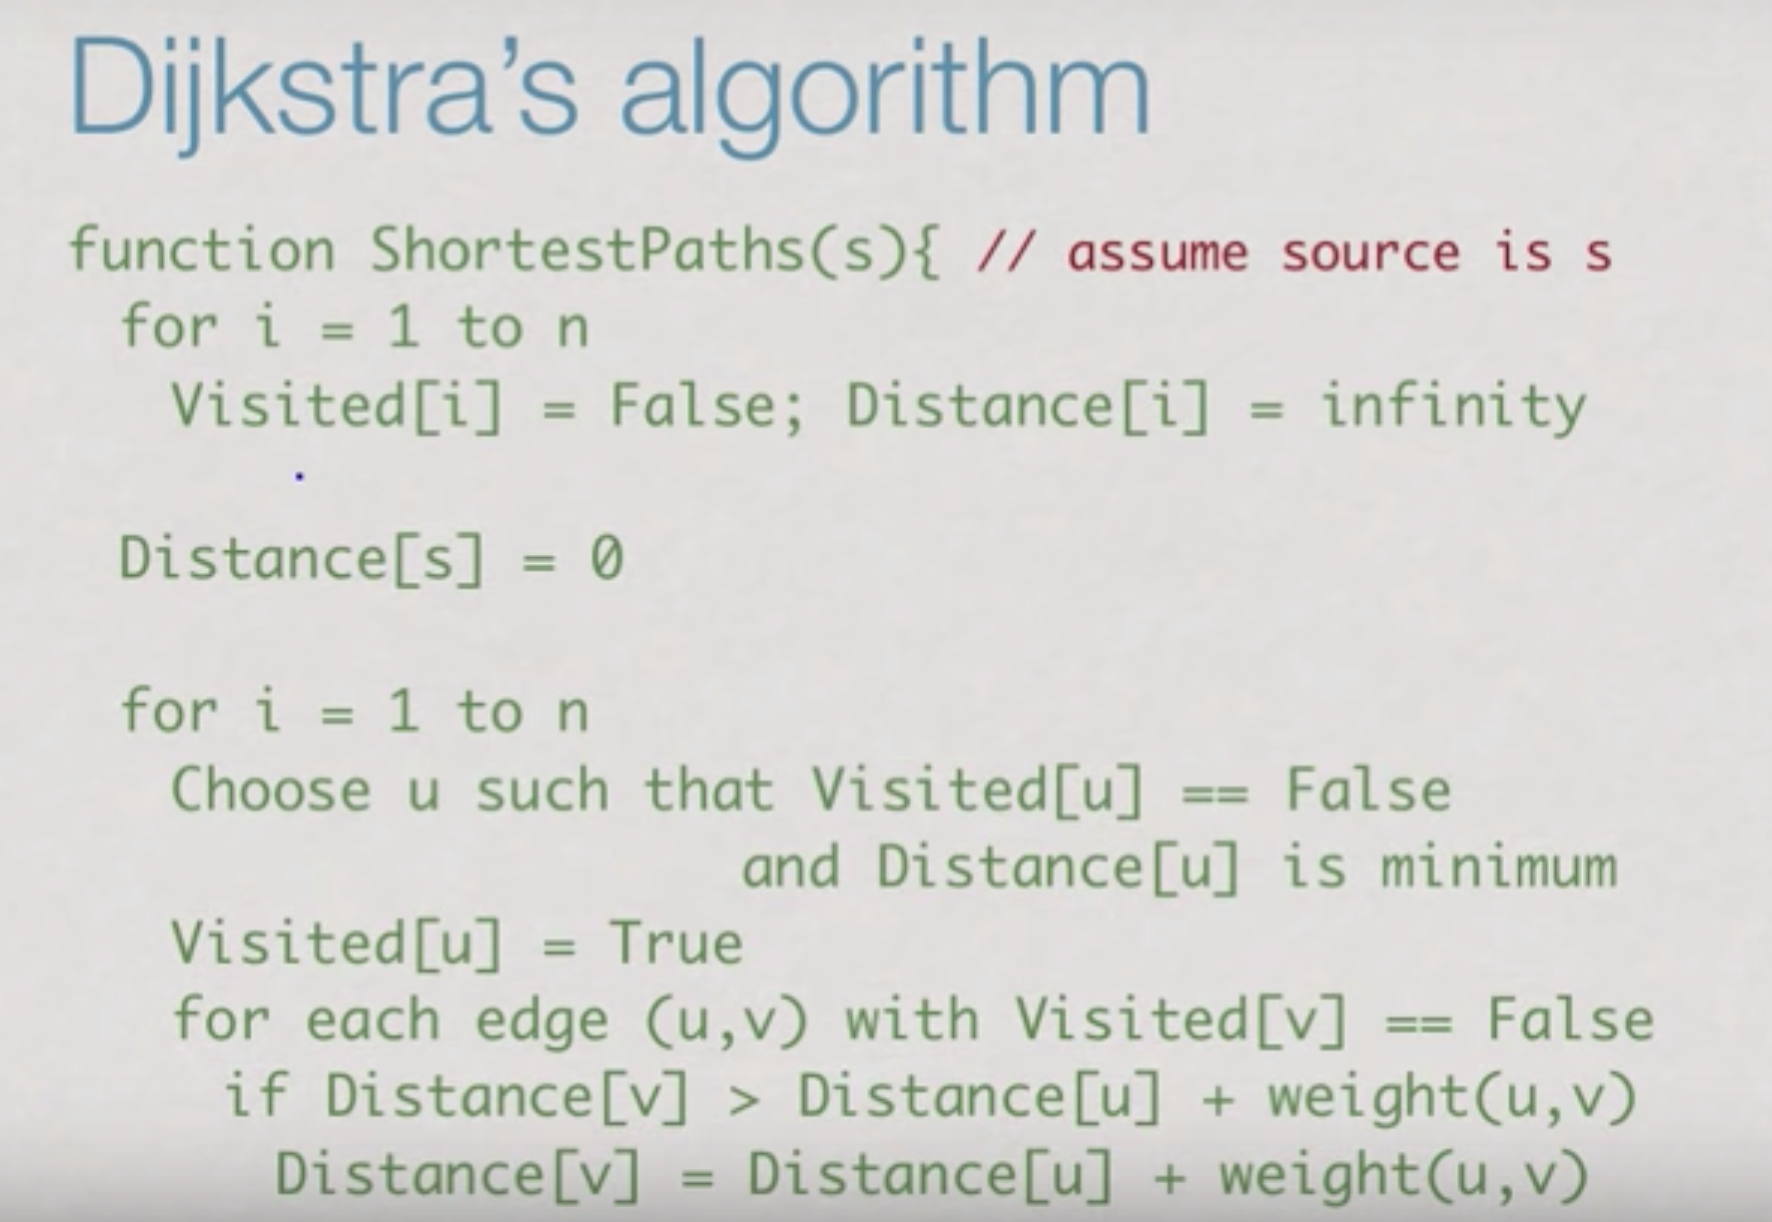 Dijkstra's algorithm
function ShortestPaths(s){ // assume source is s
for i = 1 to n
Visited[i] = False; Distance[i] = infinity
Distance[s] = 0
for i = 1 to n
Choose u such that Visited[u] == False
and Distance[u] is minimum
Visited[u] = True
for each edge (u,v) with Visited[v] == False
if Distance[v] > Distance[u] + weight(u,v)
Distance[v] = Distance[u] + weight(u,v)